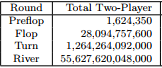 Round Total Two-Player
Preflop 1,624,350
Flop 28,094,757,600
Turn 1,264,264,092,000
River 55,627,620,048,000